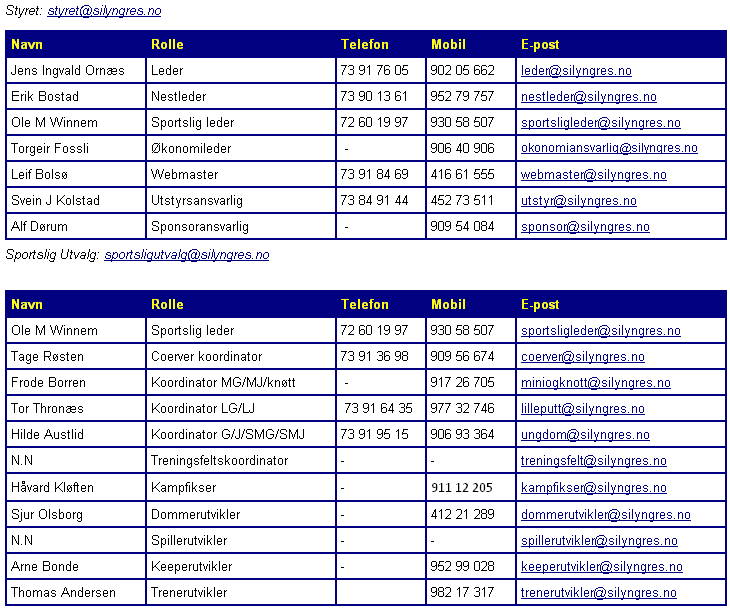 Styret: styret@silyngres.no
Navn Rolle Telefon Mobil E-post
Jens Ingvald Ornæs Leder 73 91 76 05 902 05 662 leder@silyngres.no
Erik Bostad Nestleder 73 90 13 61 952 79 757 nestleder@silyngres.no
Ole M Winnem Sportslig leder 72 60 19 97 930 58 507 sportsligleder@silyngres.no
Torgeir Fossli Økonomileder - 906 40 906 okonomiansvarlig@silyngres.no
Leif Bolsø Webmaster 73 91 84 69 416 61 555 webmaster@silyngres.no
Svein J Kolstad Utstyrsansvarlig 73 84 91 44 452 73 511 utstyr@silyngres.no
Alf Dørum Sponsoransvarlig - 909 54 084 sponsor@silyngres.no
Sportslig Utvalg: sportsligutvalg@silyngres.no
Navn Rolle Telefon Mobil E-post
Ole M Winnem Sportslig leder 72 60 19 97 930 58 507 sportsligleder@silyngres.no
Tage Røsten Coerver koordinator 73 91 36 98 909 56 674 coerver@silyngres.no
Frode Borren Koordinator MG/MJ/knøtt - 917 26 705 miniogknott@silyngres.no
Tor Thronæs Koordinator LG/LJ 73 91 64 35 977 32 746 lilleputt@silyngres.no
Hilde Austlid Koordinator G/J/SMG/SMJ 73 91 95 15 906 93 364 ungdom@silyngres.no
N.N Treningsfeltskoordinator - - treningsfelt@silyngres.no
Håvard Kløften Kampfikser - 911 12 205 kampfikser@silyngres.no
Sjur Olsborg Dommerutvikler - 412 21 289 dommerutvikler@silyngres.no
N.N Spillerutvikler - - spillerutvikler@silyngres.no
Arne Bonde Keeperutvikler - 952 99 028 keeperutvikler@silyngres.no
Thomas Andersen Trenerutvikler 982 17 317 trenerutvikler@silyngres.no